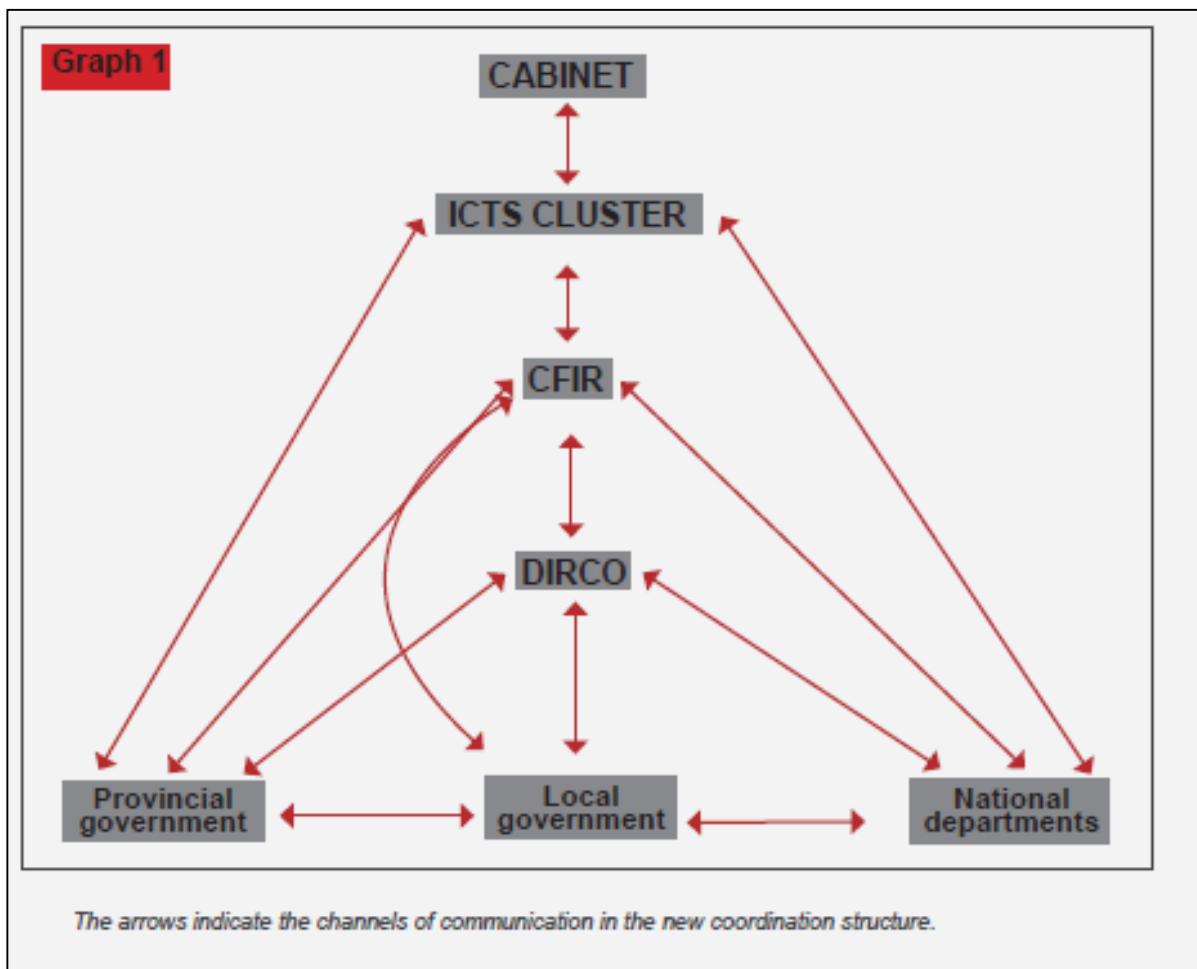 Graph 1
CABINET
ICTS CLUSTER
CFIR
DIRCO
Provincial
government
Local
government
National
departments
The arrows indicate the channels of communication in the new coordination structure.